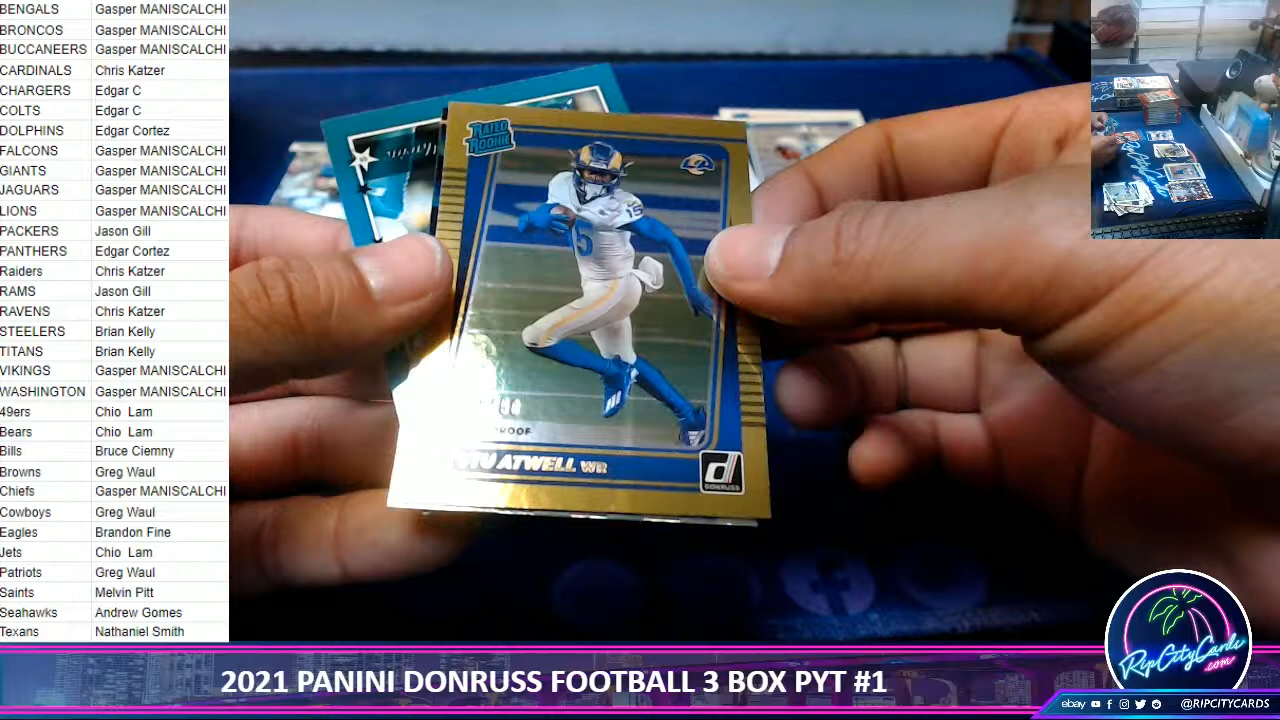 BENGALS Gasper MANISCALCHI
BRONCOS Gasper MANISCALCHI
BUCCANEERS Gasper MANISCALCHI
CARDINALS Chris Katzer
CHARGERS Edgar C
COLTS Edgar C
DOLPHINS Edgar Cortez
FALCONS Gasper MANISCALCHI
GIANTS Gasper MANISCALCHI
JAGUARS Gasper MANISCALCHI
LIONS Gasper MANISCALCHI
PACKERS Jason Gill
PANTHERS Edgar Cortez
Raiders Chris Katzer
RAMS Jason Gill
RAVENS Chris Katzer
STEELERS Brian Kelly
TITANS Brian Kelly
VIKINGS Gasper MANISCALCHI
WASHINGTON Gasper MANISCALCHI
49ers Chio Lam
Bears Chio Lam
Bills Bruce Ciemny
Browns Greg Waul
Chiefs Gasper MANISCALCHI
Cowboys Greg Waul
Eagles Brandon Fine
Jets Chio Lam
Patriots Greg Waul
Saints Melvin Pitt
Seahawks Andrew Gomes
Texans Nathaniel Smith
RATED ROOKIE
15
5
PROOF
ATWELL WR
DONRUSS
RipCityCards
.com
2021 PANINI DONRUSS FOOTBALL 3 BOX PYT #1
ebay @RIPCITYCARDS